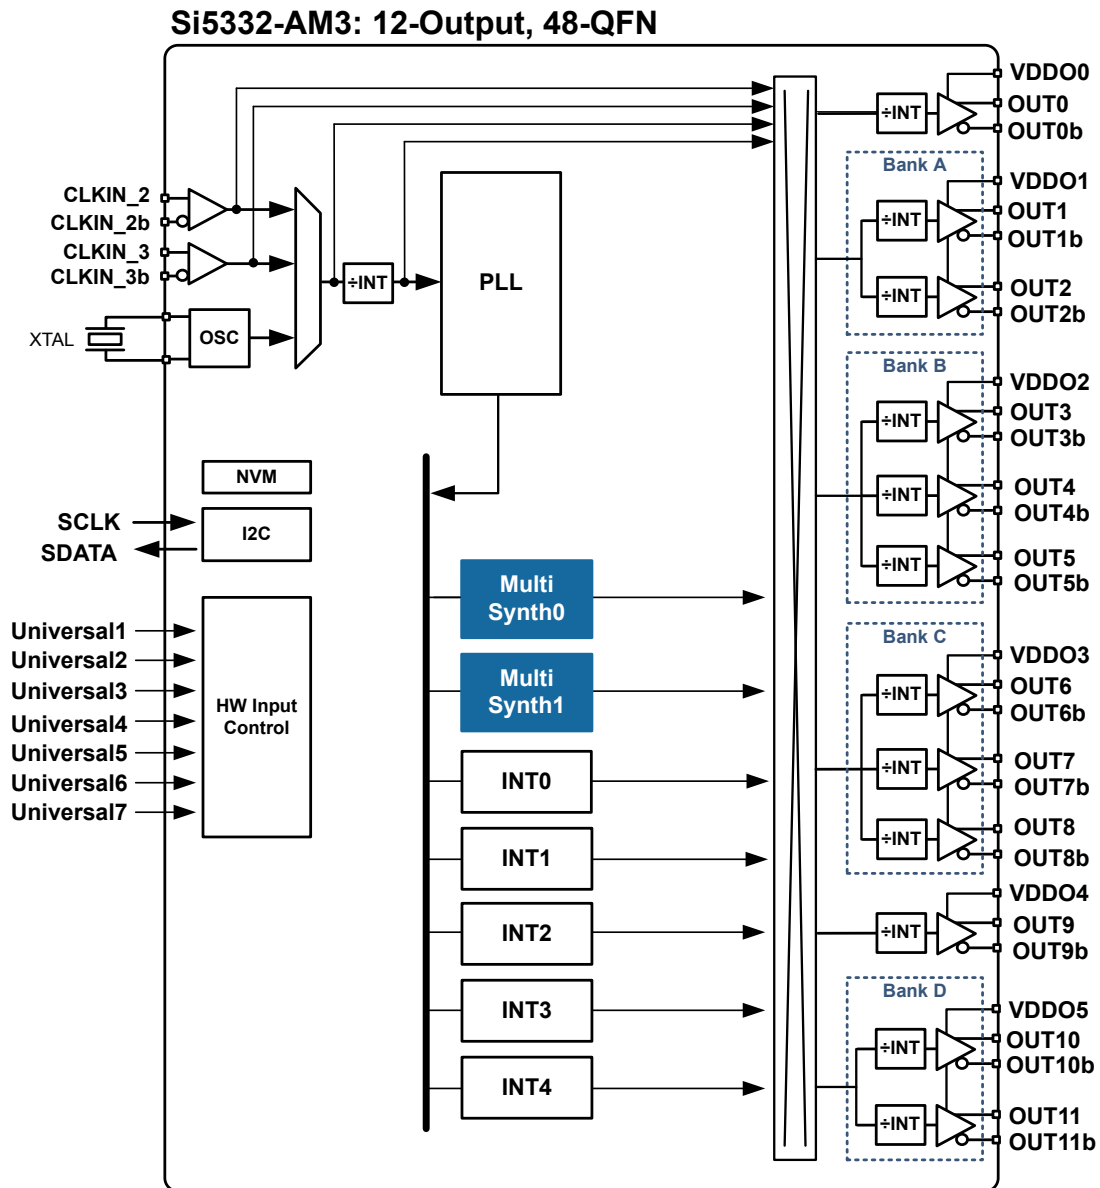 Si5332-AM3: 12-Output, 48-QFN
CLKIN_2
CLKIN_2b
CLKIN_3
CLKIN_3b
XTAL
OSC
÷INT
PLL
NVM
I2C
SCLK
SDATA
Universal1
Universal2
Universal3
Universal4
Universal5
Universal6
Universal7
HW Input
Control
Multi
Synth0
Multi
Synth1
INT0
INT1
INT2
INT3
INT4
÷INT
VDDO0
OUT0
OUT0b
Bank A
÷INT
÷INT
VDDO1
OUT1
OUT1b
OUT2
OUT2b
Bank B
÷INT
÷INT
÷INT
VDDO2
OUT3
OUT3b
OUT4
OUT4b
OUT5
OUT5b
Bank C
÷INT
÷INT
÷INT
VDDO3
OUT6
OUT6b
OUT7
OUT7b
OUT8
OUT8b
÷INT
VDDO4
OUT9
OUT9b
Bank D
÷INT
÷INT
VDDO5
OUT10
OUT10b
OUT11
OUT11b